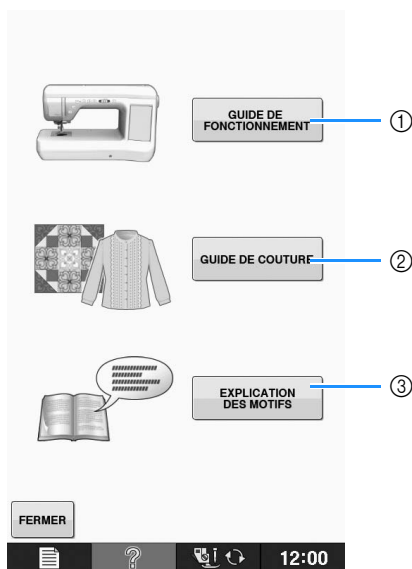 GUIDE DE
FONCTIONNEMENT
①
GUIDE DE COUTURE
②
EXPLICATION
DES MOTIFS
③
FERMER
12:00